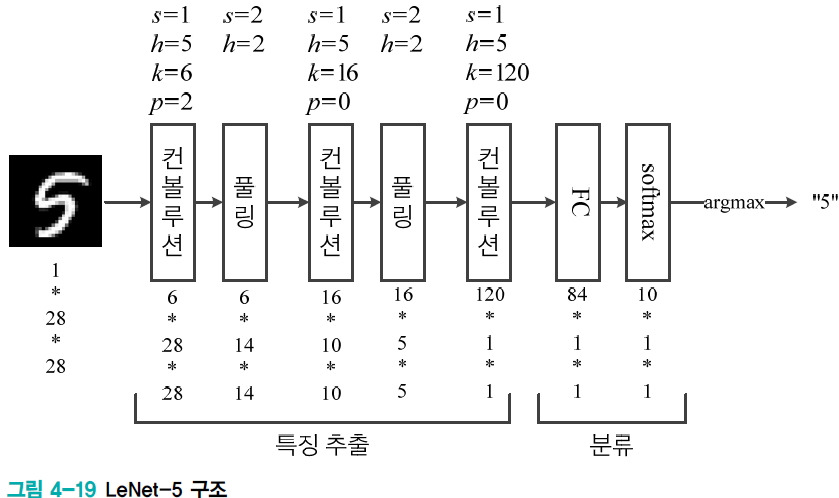 s=1 s=2 s=1 s=2 s=1
h=5 h=2 h=5 h=2 h=5
k=6 k=16 k=120
p=2 p=0 p=0
컨볼루션 풀링 컨볼루션 풀링 컨볼루션 FC softmax argmax "5"
1
*
28
*
28
6 6 16 16 120 84 10
* * * * * * *
28 14 10 5 1 1 1
* * * * * * *
28 14 10 5 1 1 1
특징 추출 분류
그림 4-19 LeNet-5 구조